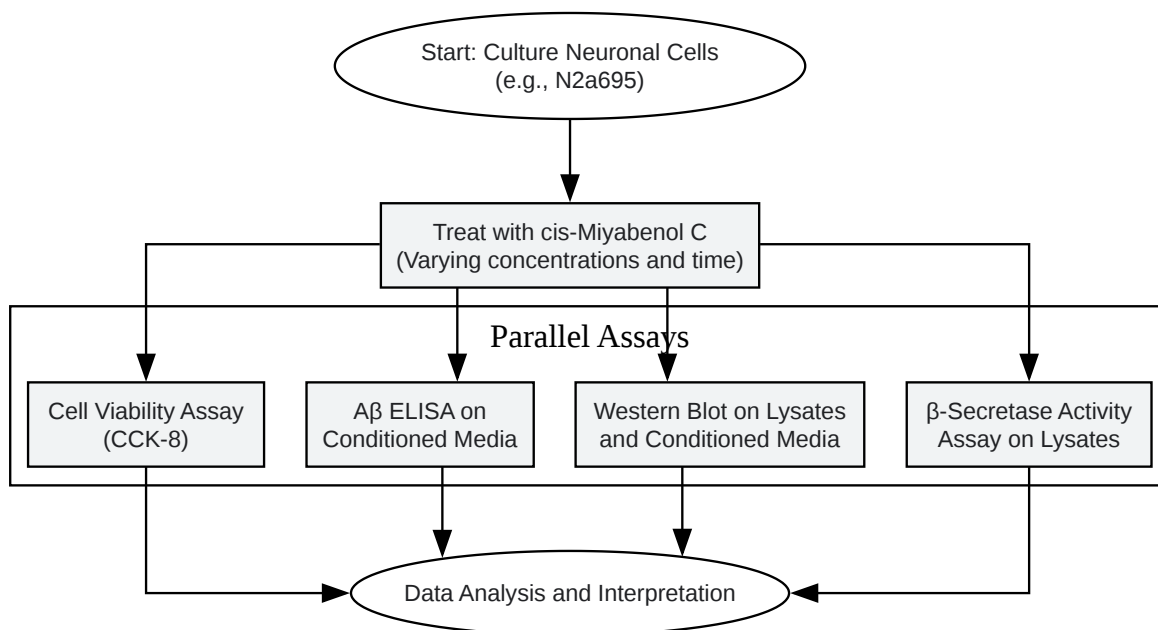 Start: Culture Neuronal Cells
(e.g., N2a695)
Treat with cis-Miyabenol C
(Varying concentrations and time)
Parallel Assays
Cell Viability Assay
(CCK-8)
Aβ ELISA on
Conditioned Media
Western Blot on Lysates
and Conditioned Media
β-Secretase Activity
Assay on Lysates
Data Analysis and Interpretation